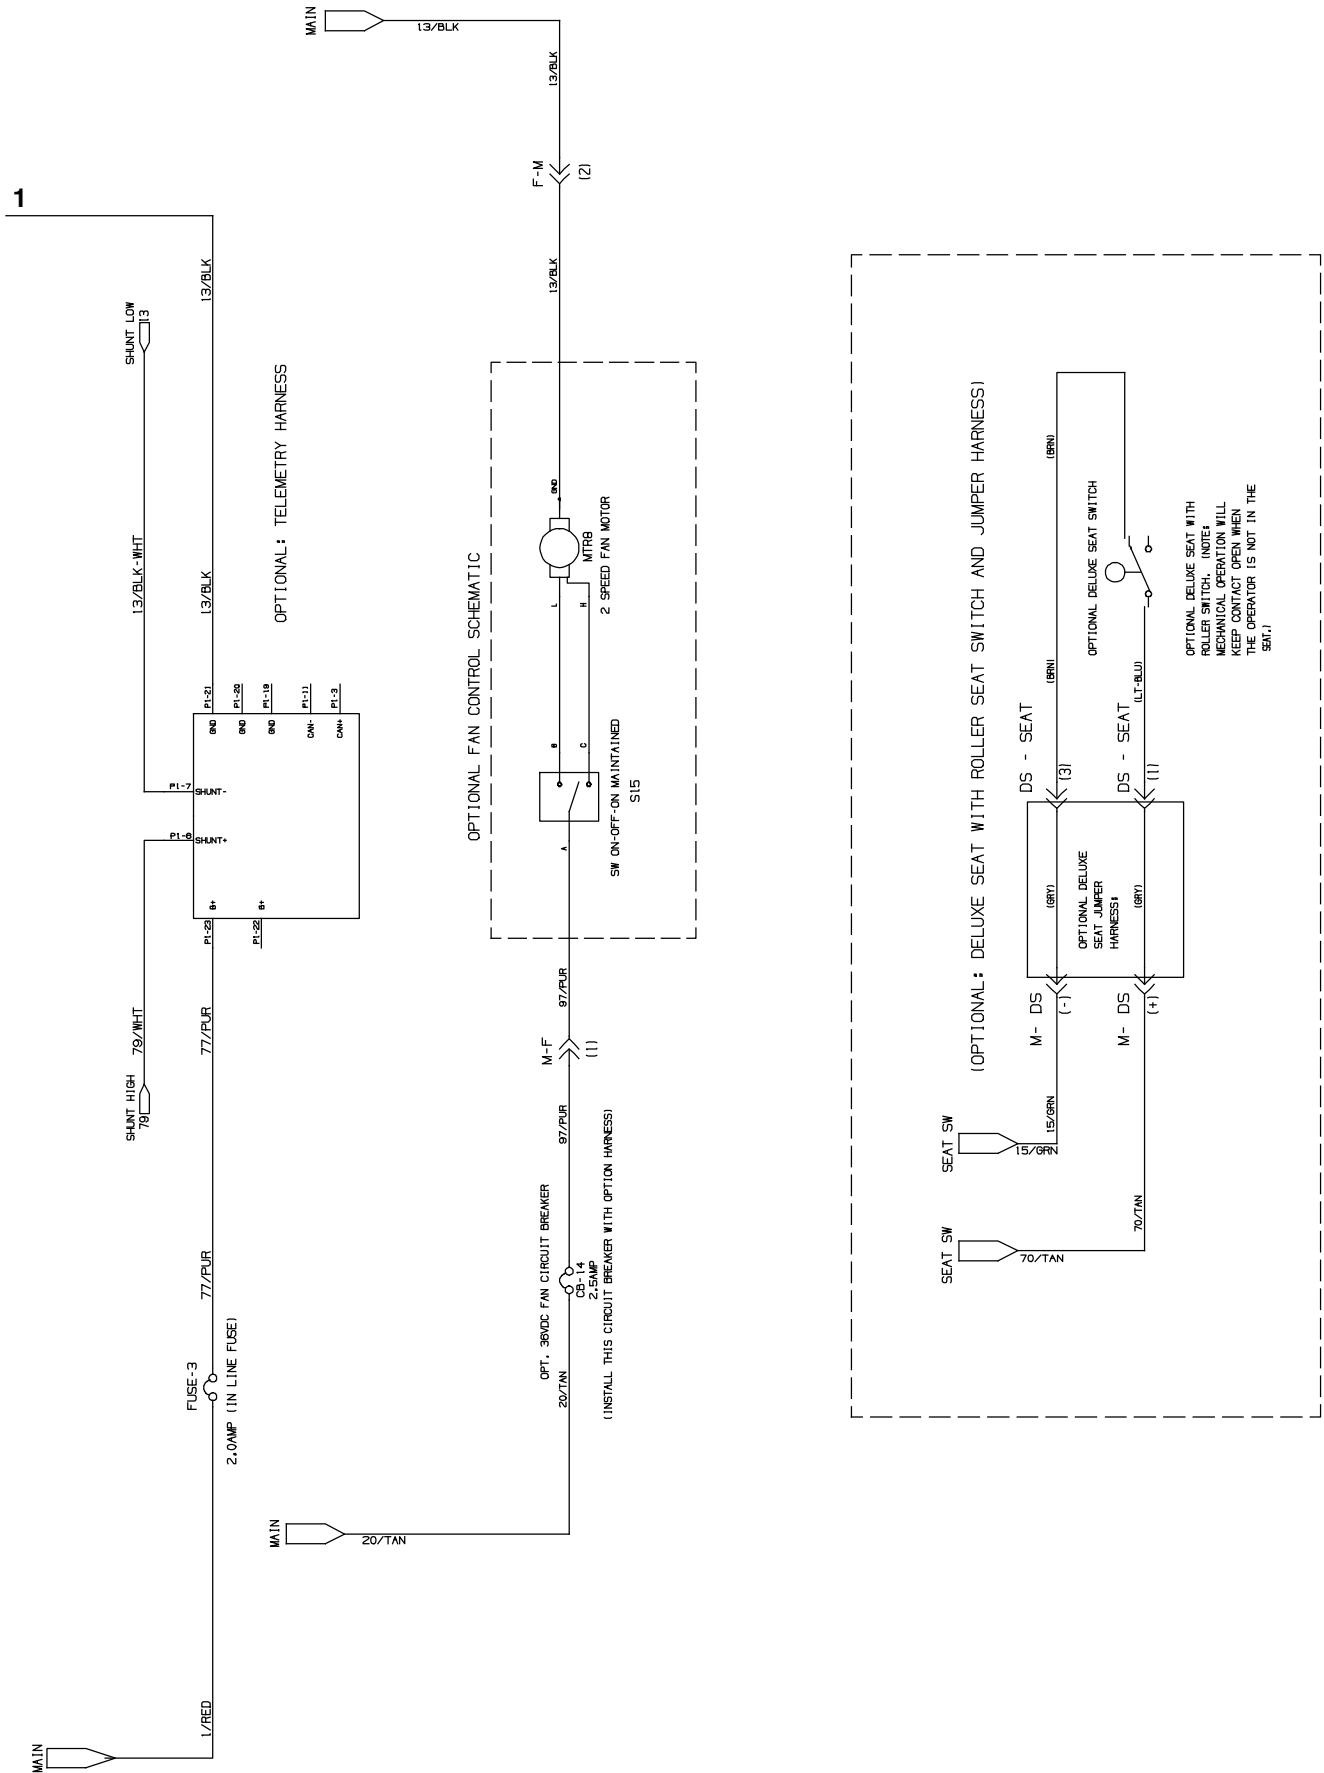 1
MAIN
13/BLK
13/BLK
F-M
(2)
13/BLK
13/BLK
SHUNT LOW
13
13/BLK-WHT
13/BLK
OPTIONAL: TELEMETRY HARNESS
P1-21
P1-20
P1-19
P1-11
P1-3
GND
GND
GND
CAN-
CAN+
P1-7
SHUNT-
P1-6
SHUNT+
B+
B+
P1-23
P1-22
79/WHT
SHUNT HIGH
79
77/PUR
77/PUR
FUSE-3
2.0AMP (IN LINE FUSE)
1/RED
MAIN
OPTIONAL FAN CONTROL SCHEMATIC
GND
MTR8
2 SPEED FAN MOTOR
L
H
B
C
SW ON-OFF-ON MAINTAINED
S15
A
97/PUR
M-F
(1)
97/PUR
OPT. 36VDC FAN CIRCUIT BREAKER
CB-14
2.5AMP
(INSTALL THIS CIRCUIT BREAKER WITH OPTION HARNESS)
20/TAN
MAIN
20/TAN
(OPTIONAL: DELUXE SEAT WITH ROLLER SEAT SWITCH AND JUMPER HARNESS)
(BRN)
(BRN)
OPTIONAL DELUXE SEAT SWITCH
OPTIONAL DELUXE SEAT WITH
ROLLER SWITCH. (NOTE:
MECHANICAL OPERATION WILL
KEEP CONTACT OPEN WHEN
THE OPERATOR IS NOT IN THE
SEAT.)
(LT-BLU)
DS - SEAT
(3)
DS - SEAT
(1)
(GRY)
OPTIONAL DELUXE
SEAT JUMPER
HARNESS:
(GRY)
M- DS
(-)
M- DS
(+)
SEAT SW
15/GRN
15/GRN
SEAT SW
70/TAN
70/TAN